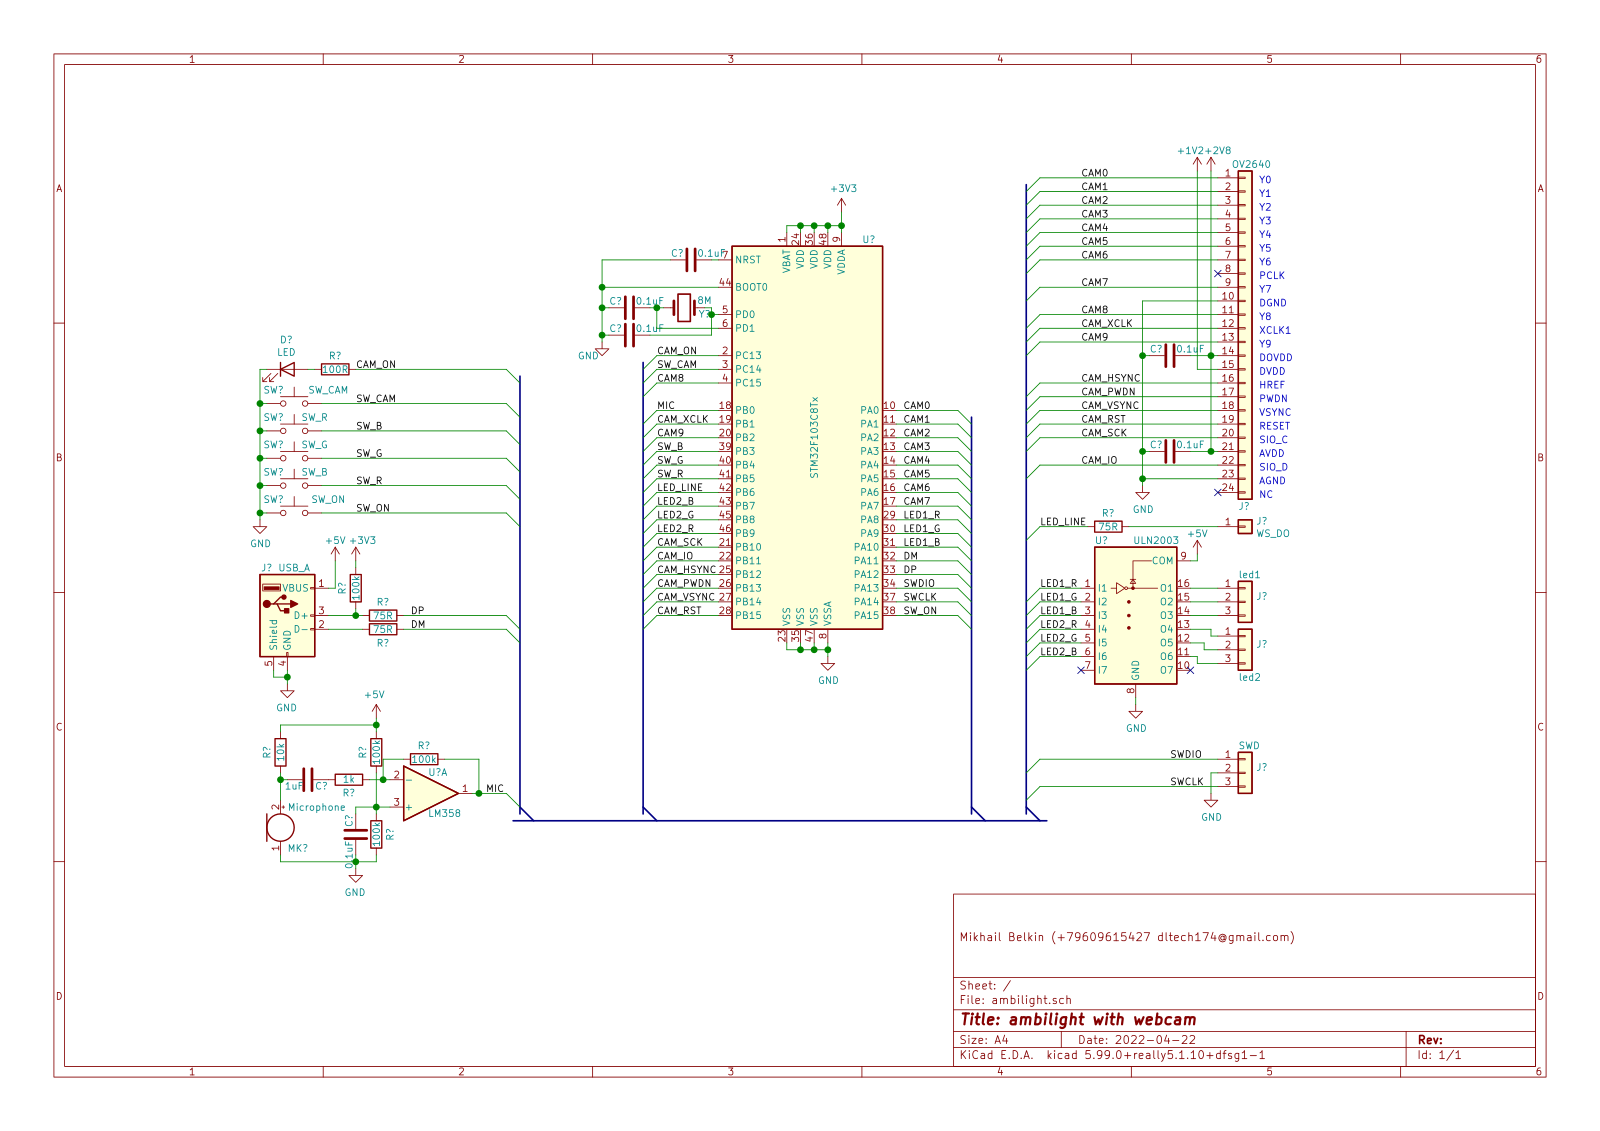 1 2 3 4 5 6
A
B
C
D
A
B
C
D
1 2 3 4 5 6
D?
LED
R?
100R
CAM_ON
SW? SW_CAM
SW_CAM
SW? SW_R
SW_B
SW? SW_G
SW_G
SW? SW_B
SW_R
SW? SW_ON
SW_ON
GND
+5V +3V3
J? USB_A
VBUS 1
R?
100k
D+ 3
D- 2
Shield
GND
5 4
R?
75R
DP
75R
DM
R?
GND
+5V
R?
10k
R?
100k
R?
100k
1uF C?
1k
R?
U?A
2 -
3 +
1
MIC
LM358
2
+
Microphone
1
MK?
C?
0.1uF
100k
R?
GND
+3V3
1 24 36 48 9
VBAT VDD VDD VDD VDDA
U?
STM32F103C8Tx
C? 0.1uF
7 NRST
44 BOOT0
C? 0.1uF
8M
Y?
5 PD0
C? 0.1uF
6 PD1
GND
CAM_ON 2 PC13
SW_CAM 3 PC14
CAM8 4 PC15
MIC 18 PB0
CAM_XCLK 19 PB1
CAM9 20 PB2
SW_B 39 PB3
SW_G 40 PB4
SW_R 41 PB5
LED_LINE 42 PB6
LED2_B 43 PB7
LED2_G 45 PB8
LED2_R 46 PB9
CAM_SCK 21 PB10
CAM_IO 22 PB11
CAM_HSYNC 25 PB12
CAM_PWDN 26 PB13
CAM_VSYNC 27 PB14
CAM_RST 28 PB15
PA0 10 CAM0
PA1 11 CAM1
PA2 12 CAM2
PA3 13 CAM3
PA4 14 CAM4
PA5 15 CAM5
PA6 16 CAM6
PA7 17 CAM7
PA8 29 LED1_R
PA9 30 LED1_G
PA10 31 LED1_B
PA11 32 DM
PA12 33 DP
PA13 34 SWDIO
PA14 37 SWCLK
PA15 38 SW_ON
VSS VSS VSS VSSA
23 35 47 8
GND
+1V2 +2V8
OV2640
CAM0 1 Y0
CAM1 2 Y1
CAM2 3 Y2
CAM3 4 Y3
CAM4 5 Y4
CAM5 6 Y5
CAM6 7 Y6
8 PCLK
CAM7 9 Y7
10 DGND
CAM8 11 Y8
CAM_XCLK 12 XCLK1
CAM9 13 Y9
C? 0.1uF 14 DOVDD
15 DVDD
CAM_HSYNC 16 HREF
CAM_PWDN 17 PWDN
CAM_VSYNC 18 VSYNC
CAM_RST 19 RESET
CAM_SCK 20 SIO_C
C? 0.1uF 21 AVDD
CAM_IO 22 SIO_D
23 AGND
24 NC
J?
GND
LED_LINE
R?
75R
1
J?
WS_DO
U? ULN2003
+5V
COM 9
LED1_R 1 I1 O1 16
LED1_G 2 I2 O2 15
LED1_B 3 I3 O3 14
LED2_R 4 I4 O4 13
LED2_G 5 I5 O5 12
LED2_B 6 I6 O6 11
7 I7 O7 10
GND
8
GND
led1
1
2
3
J?
1
2
3
J?
led2
SWD
SWDIO 1
2
SWCLK 3
J?
GND
Mikhail Belkin (+79609615427 dltech174@gmail.com)
Sheet: /
File: ambilight.sch
Title: ambilight with webcam
Size: A4 Date: 2022-04-22 Rev:
KiCad E.D.A. kicad 5.99.0+really5.1.10+dfsg1-1 Id: 1/1